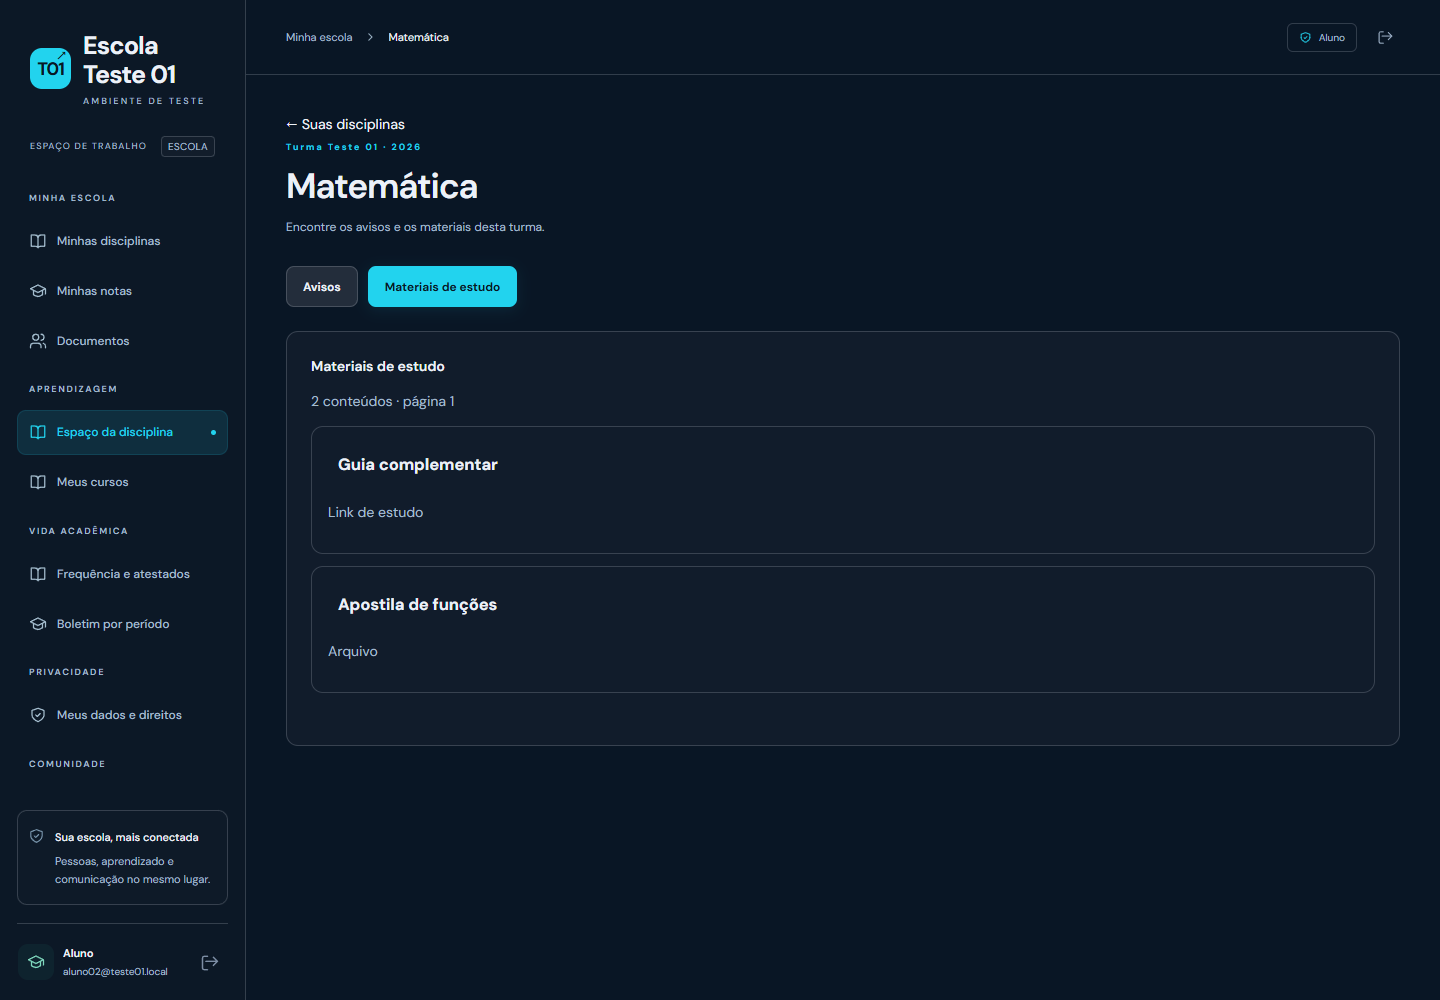 T01
Escola
Teste 01
AMBIENTE DE TESTE
ESPAÇO DE TRABALHO
ESCOLA
MINHA ESCOLA
Minhas disciplinas
Minhas notas
Documentos
APRENDIZAGEM
Espaço da disciplina
Meus cursos
VIDA ACADÊMICA
Frequência e atestados
Boletim por período
PRIVACIDADE
Meus dados e direitos
COMUNIDADE
Sua escola, mais conectada
Pessoas, aprendizado e
comunicação no mesmo lugar.
Aluno
aluno02@teste01.local
Minha escola > Matemática
Aluno
← Suas disciplinas
Turma Teste 01 · 2026
Matemática
Encontre os avisos e os materiais desta turma.
Avisos
Materiais de estudo
Materiais de estudo
2 conteúdos · página 1
Guia complementar
Link de estudo
Apostila de funções
Arquivo